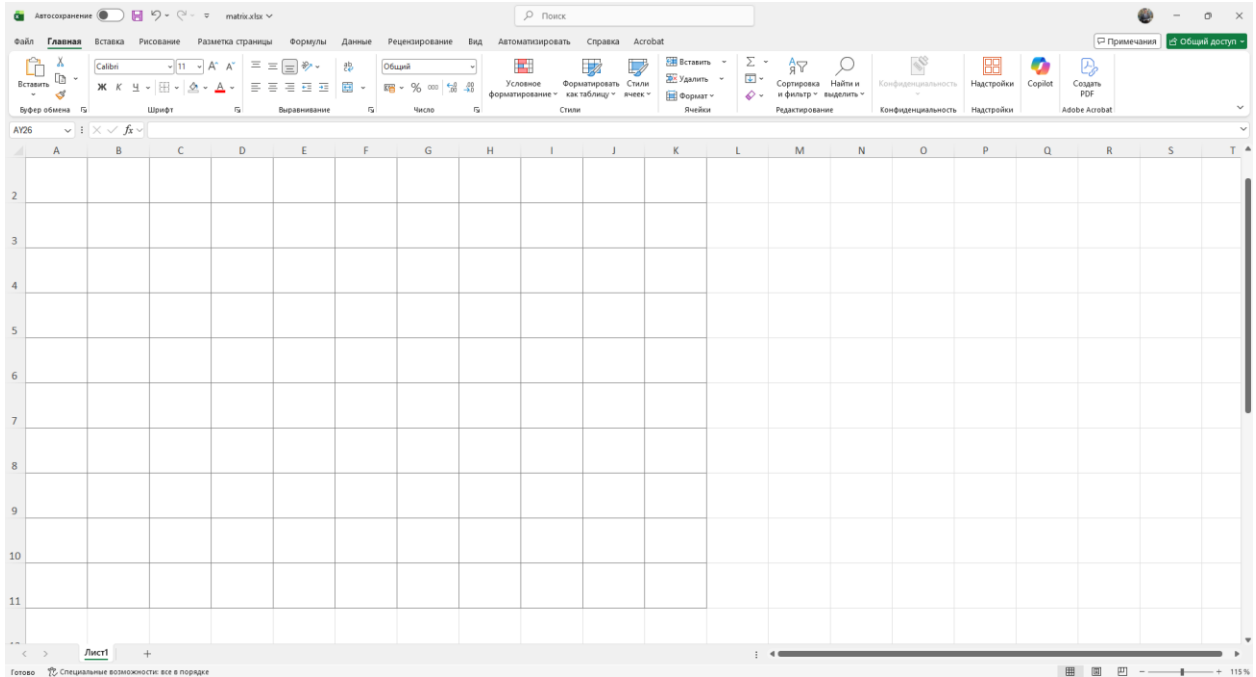 Автосохранение matrix.xlsx Поиск
Файл Главная Вставка Рисование Разметка страницы Формулы Данные Рецензирование Вид Автоматизировать Справка Acrobat Примечания Общий доступ
Вставить Calibri 11 Ж К Ч Общий % Условное форматирование Форматировать как таблицу Стили ячеек Вставить Удалить Формат Сортировка и фильтр Найти и выделить Конфиденциальность Надстройки Copilot Создать PDF
Буфер обмена Шрифт Выравнивание Число Стили Ячейки Редактирование Конфиденциальность Надстройки Adobe Acrobat
AY26 fx
A B C D E F G H I J K L M N O P Q R S T
2
3
4
5
6
7
8
9
10
11
Лист1
Готово Специальные возможности: все в порядке 115 %